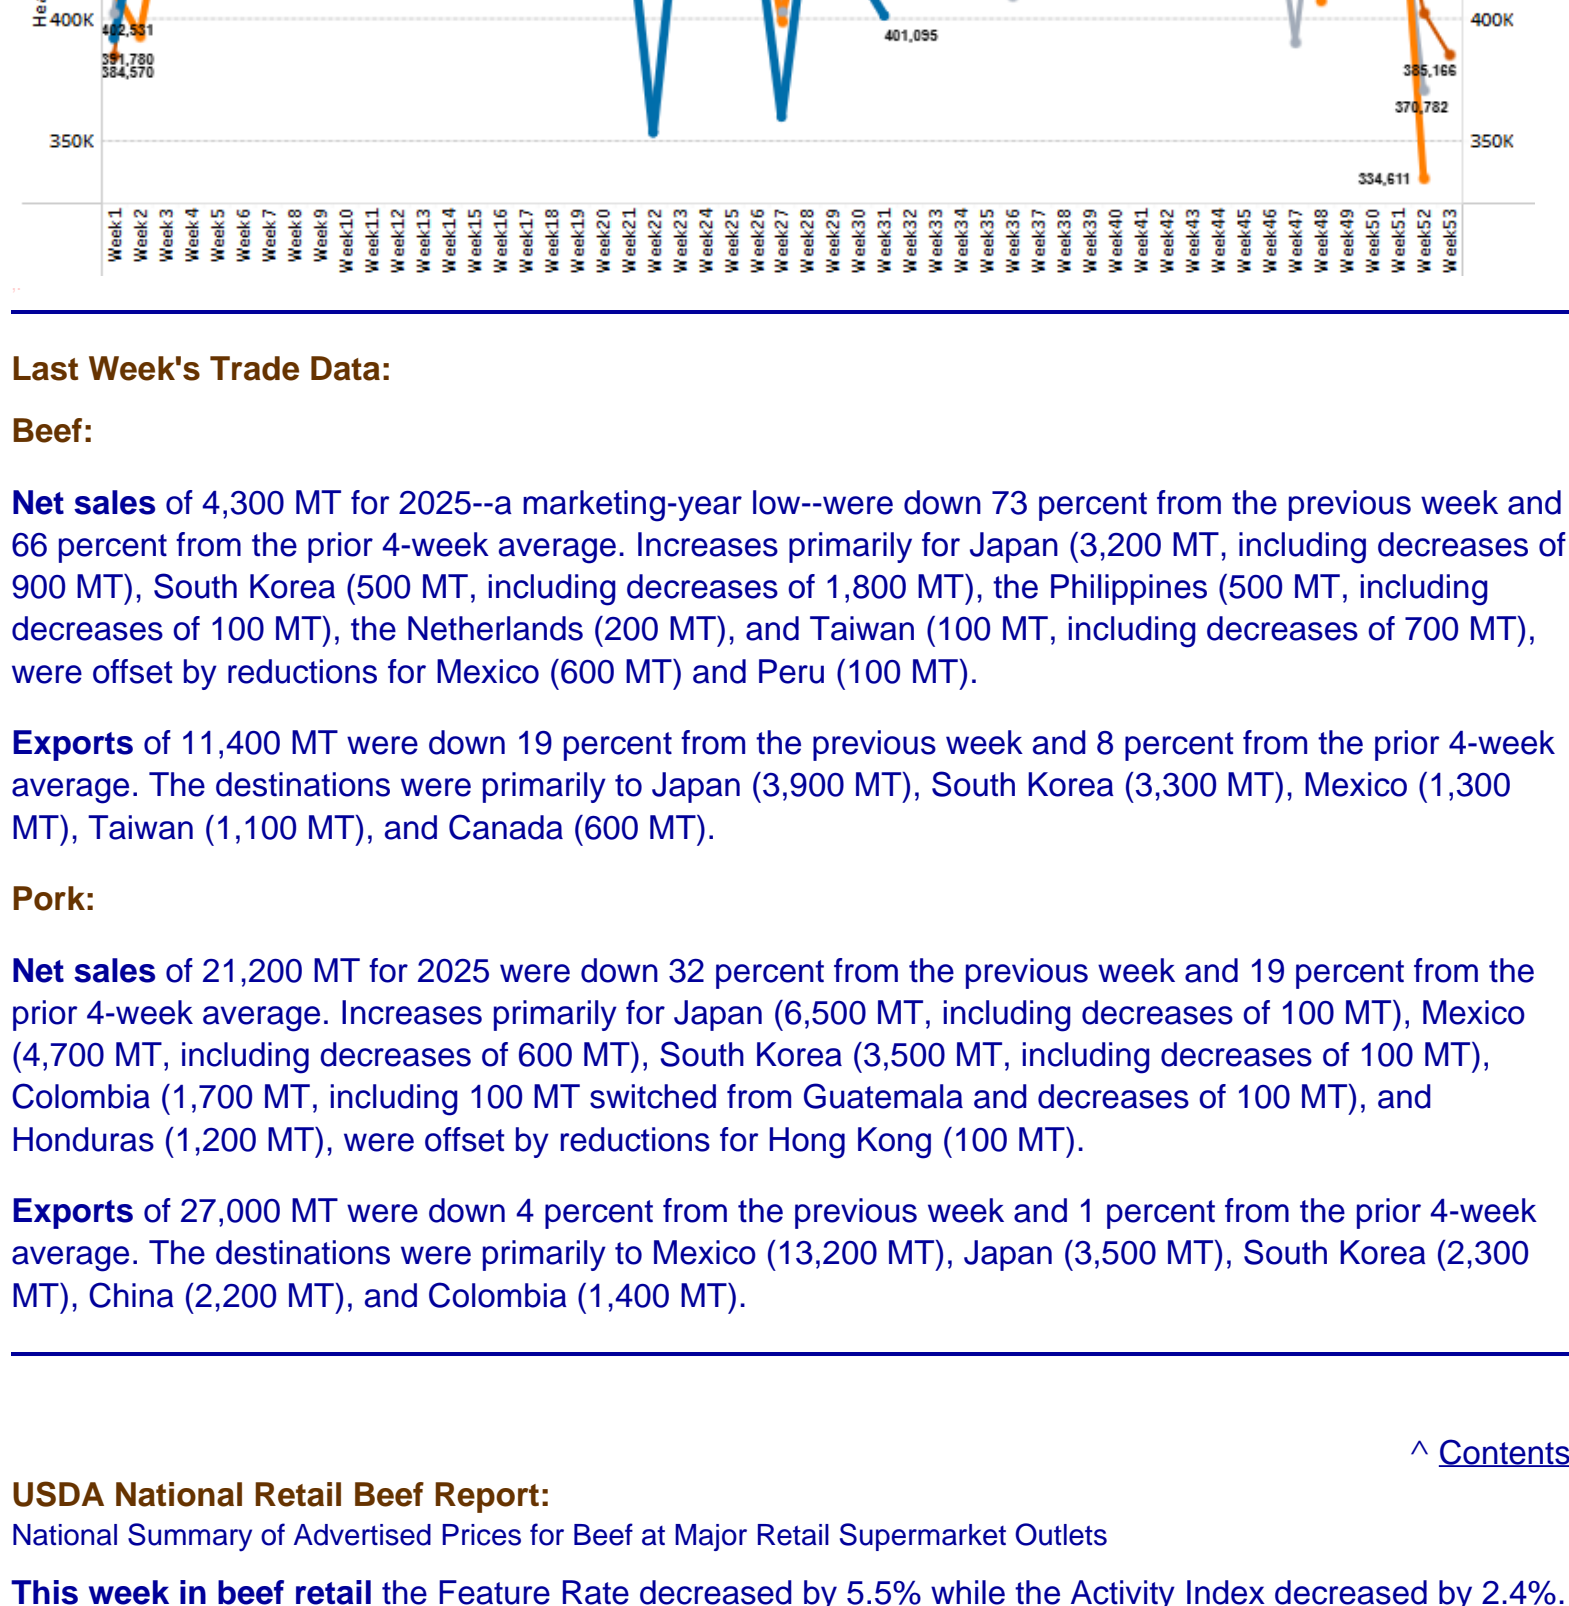 Hea
400K
400K
402,531
391,780
384,570
401,095
385,166
370,782
350K
350K
334,611
Week1
Week2
Week3
Week4
Week5
Week6
Week7
Week8
Week9
Week10
Week11
Week12
Week13
Week14
Week15
Week16
Week17
Week18
Week19
Week20
Week21
Week22
Week23
Week24
Week25
Week26
Week27
Week28
Week29
Week30
Week31
Week32
Week33
Week34
Week35
Week36
Week37
Week38
Week39
Week40
Week41
Week42
Week43
Week44
Week45
Week46
Week47
Week48
Week49
Week50
Week51
Week52
Week53
Last Week's Trade Data:
Beef:
Net sales of 4,300 MT for 2025--a marketing-year low--were down 73 percent from the previous week and
66 percent from the prior 4-week average. Increases primarily for Japan (3,200 MT, including decreases of
900 MT), South Korea (500 MT, including decreases of 1,800 MT), the Philippines (500 MT, including
decreases of 100 MT), the Netherlands (200 MT), and Taiwan (100 MT, including decreases of 700 MT),
were offset by reductions for Mexico (600 MT) and Peru (100 MT).
Exports of 11,400 MT were down 19 percent from the previous week and 8 percent from the prior 4-week
average. The destinations were primarily to Japan (3,900 MT), South Korea (3,300 MT), Mexico (1,300
MT), Taiwan (1,100 MT), and Canada (600 MT).
Pork:
Net sales of 21,200 MT for 2025 were down 32 percent from the previous week and 19 percent from the
prior 4-week average. Increases primarily for Japan (6,500 MT, including decreases of 100 MT), Mexico
(4,700 MT, including decreases of 600 MT), South Korea (3,500 MT, including decreases of 100 MT),
Colombia (1,700 MT, including 100 MT switched from Guatemala and decreases of 100 MT), and
Honduras (1,200 MT), were offset by reductions for Hong Kong (100 MT).
Exports of 27,000 MT were down 4 percent from the previous week and 1 percent from the prior 4-week
average. The destinations were primarily to Mexico (13,200 MT), Japan (3,500 MT), South Korea (2,300
MT), China (2,200 MT), and Colombia (1,400 MT).
^ Contents
USDA National Retail Beef Report:
National Summary of Advertised Prices for Beef at Major Retail Supermarket Outlets
This week in beef retail the Feature Rate decreased by 5.5% while the Activity Index decreased by 2.4%.